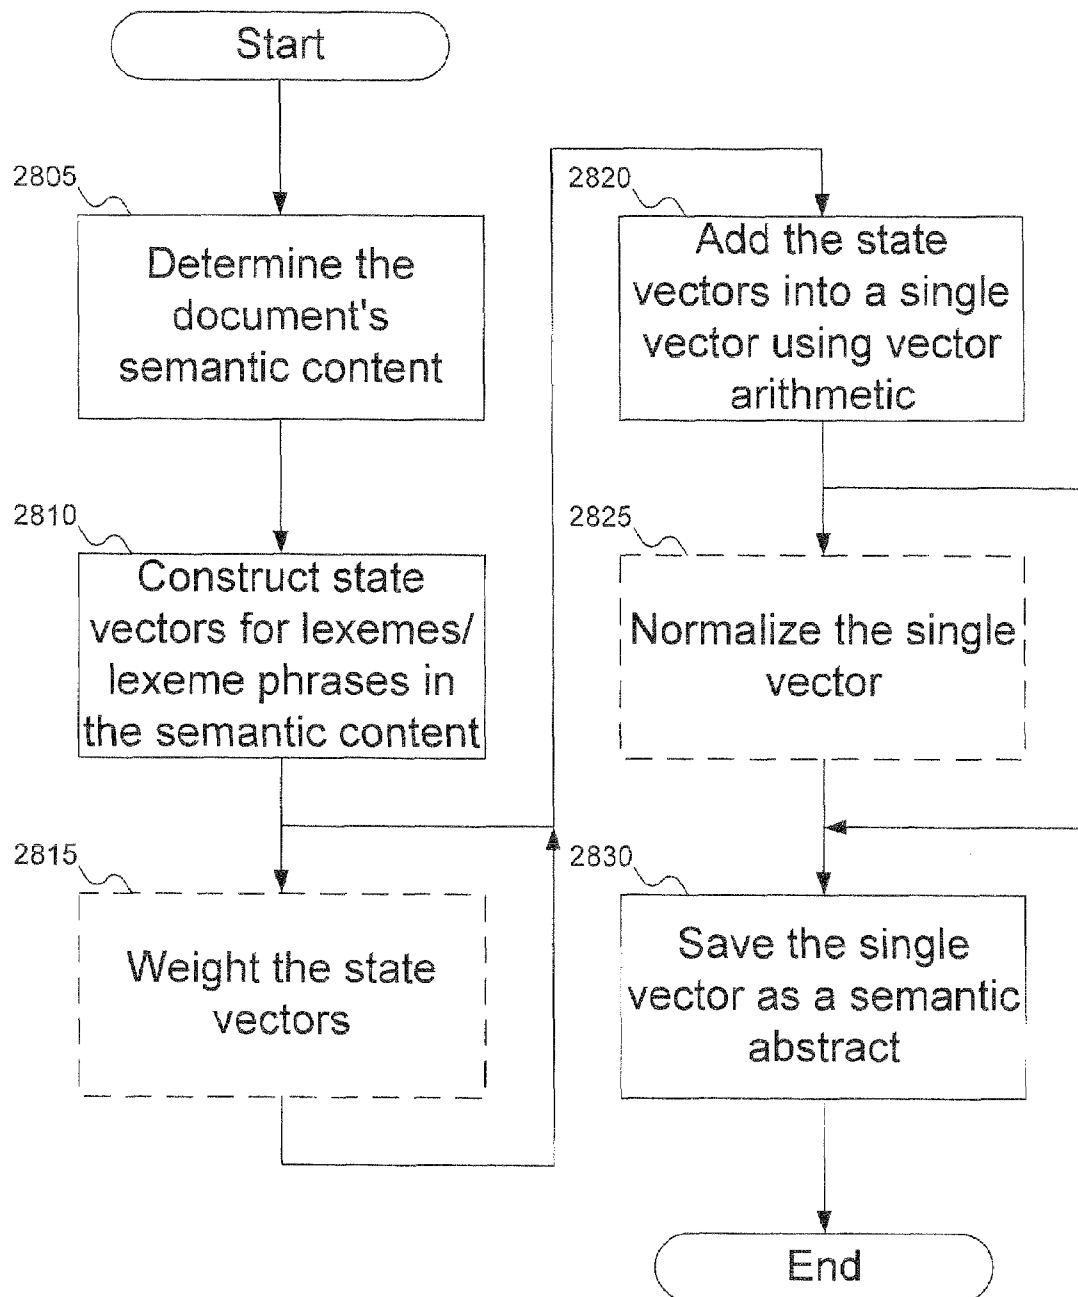 Start
2805
Determine the
document's
semantic content
2810
Construct state
vectors for lexemes/
lexeme phrases in
the semantic content
2815
Weight the state
vectors
2820
Add the state
vectors into a single
vector using vector
arithmetic
2825
Normalize the single
vector
2830
Save the single
vector as a semantic
abstract
End